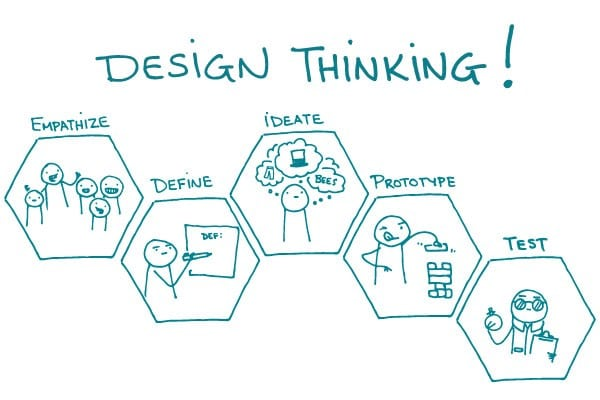 DESIGN THINKING!
EMPATHIZE
DEFINE
DEF:
iDEATE
BEES
PROTOTYPE
TEST